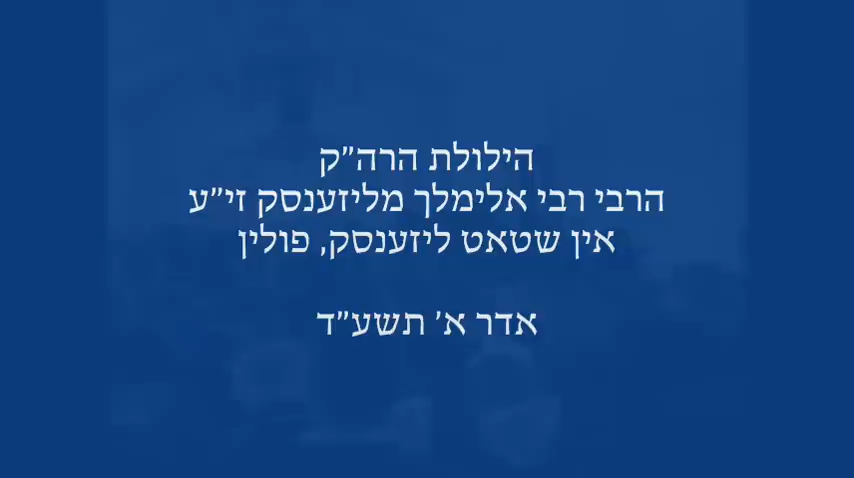 הילולת הרה״ק
הרבי רבי אלימלך מליזענסק זי״ע
אין שטאט ליזענסק, פולין
אדר א׳ תשע״ד